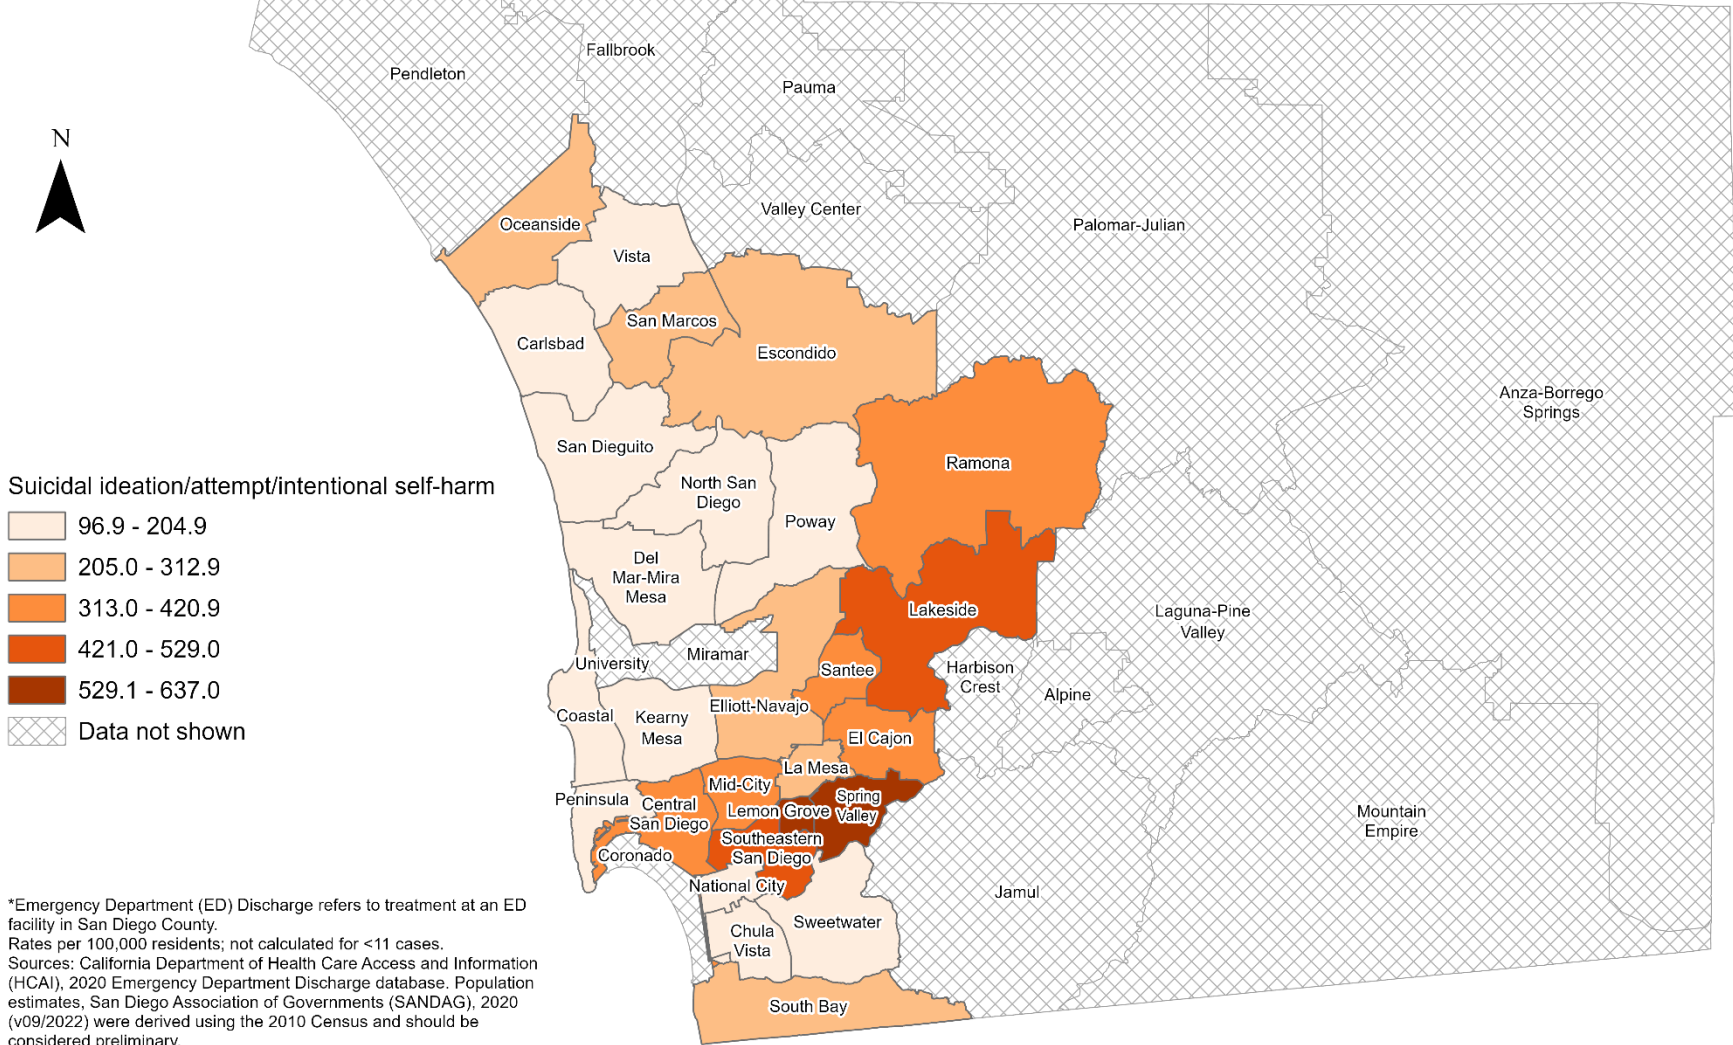 Fallbrook
Pendleton
Pauma
N
Valley Center
Oceanside
Palomar-Julian
Vista
San Marcos
Carlsbad
Escondido
Anza-Borrego
Springs
San Dieguito
Ramona
North San
Diego
Poway
Del
Mar-Mira
Mesa
Lakeside
Laguna-Pine
Valley
Miramar
University
Santee
Harbison
Crest
Alpine
Elliott-Navajo
Coastal
Kearny
Mesa
El Cajon
La Mesa
Mid-City
Peninsula
Central
San Diego
Lemon Grove
Spring
Valley
Mountain
Empire
Southeastern
San Diego
Coronado
National City
Jamul
Sweetwater
Chula
Vista
South Bay
Suicidal ideation/attempt/intentional self-harm
96.9 - 204.9
205.0 - 312.9
313.0 - 420.9
421.0 - 529.0
529.1 - 637.0
Data not shown
*Emergency Department (ED) Discharge refers to treatment at an ED
facility in San Diego County.
Rates per 100,000 residents; not calculated for <11 cases.
Sources: California Department of Health Care Access and Information
(HCAI), 2020 Emergency Department Discharge database. Population
estimates, San Diego Association of Governments (SANDAG), 2020
(v09/2022) were derived using the 2010 Census and should be
considered preliminary.